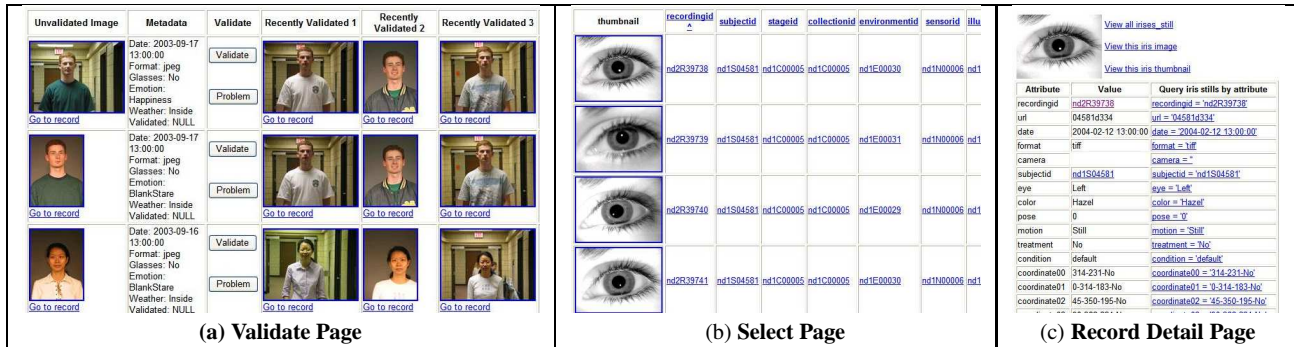 Unvalidated Image Metadata Validate Recently Validated 1 Recently Validated 2 Recently Validated 3
Date: 2003-09-17
13:00:00
Format: jpeg
Glasses: No
Emotion:
Happiness
Weather: Inside
Validated: NULL
Validate
Problem
Go to record Go to record Go to record Go to record
Date: 2003-09-17
13:00:00
Format: jpeg
Glasses: No
Emotion:
BlankStare
Weather: Inside
Validated: NULL
Validate
Problem
Go to record Go to record Go to record Go to record
Date: 2003-09-16
13:00:00
Format: jpeg
Glasses: No
Emotion:
BlankStare
Weather: Inside
Validated: NULL
Validate
Problem
Go to record Go to record Go to record Go to record
(a) Validate Page
thumbnail recordingid ^ subjectid stageid collectionid environmentid sensorid illu
nd2R39738 nd1S04581 nd1C00005 nd1C00005 nd1E00030 nd1N00006 nd1
nd2R39739 nd1S04581 nd1C00005 nd1C00005 nd1E00031 nd1N00006 nd1
nd2R39740 nd1S04581 nd1C00005 nd1C00005 nd1E00029 nd1N00006 nd1
nd2R39741 nd1S04581 nd1C00005 nd1C00005 nd1E00030 nd1N00006 nd1
(b) Select Page
View all irises_still
View this iris image
View this iris thumbnail
Attribute Value Query iris stills by attribute
recordingid nd2R39738 recordingid = 'nd2R39738'
url 04581d334 url = '04581d334'
date 2004-02-12 13:00:00 date = '2004-02-12 13:00:00'
format tiff format = 'tiff'
camera camera = ''
subjectid nd1S04581 subjectid = 'nd1S04581'
eye Left eye = 'Left'
color Hazel color = 'Hazel'
pose 0 pose = '0'
motion Still motion = 'Still'
treatment No treatment = 'No'
condition default condition = 'default'
coordinate00 314-231-No coordinate00 = '314-231-No'
coordinate01 0-314-183-No coordinate01 = '0-314-183-No'
coordinate02 45-350-195-No coordinate02 = '45-350-195-No'
(c) Record Detail Page